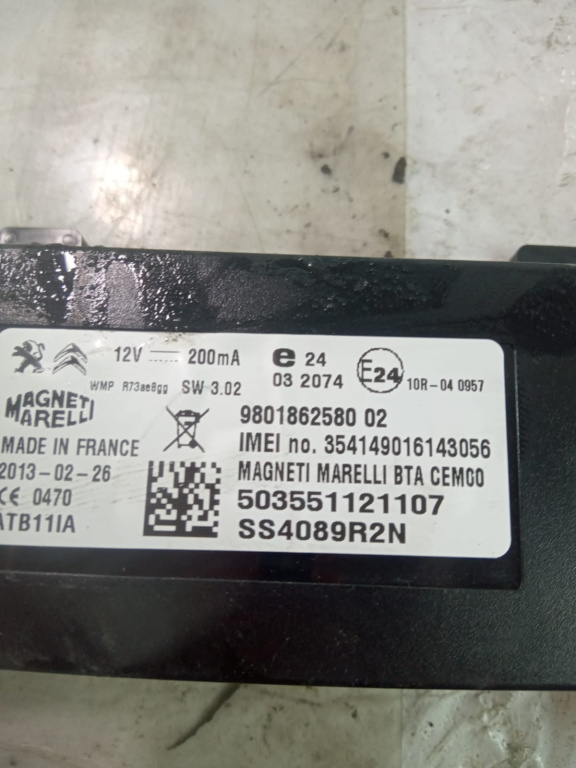 12V 200mA e 24 E24
03 2074 10R-04 0957
WMP R73ae8gg SW 3.02
MAGNETI MARELLI
9801862580 02
MADE IN FRANCE
IMEI no. 354149016143056
2013-02-26
MAGNETI MARELLI BTA CEM00
CE 0470
503551121107
ATB11IA
SS4089R2N